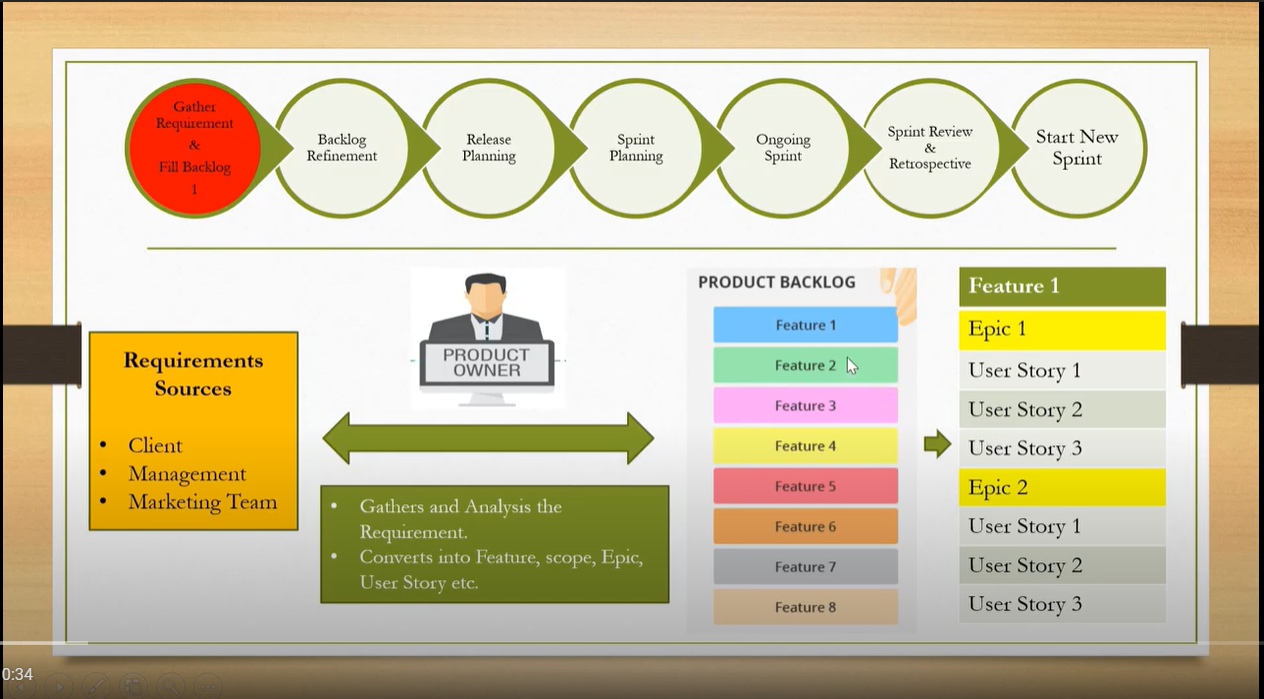 Gather
Requirement
&
Fill Backlog
1
Backlog
Refinement
Release
Planning
Sprint
Planning
Ongoing
Sprint
Sprint Review
&
Retrospective
Start New
Sprint
Requirements
Sources
• Client
• Management
• Marketing Team
PRODUCT
OWNER
• Gathers and Analysis the
Requirement.
• Converts into Feature, scope, Epic,
User Story etc.
PRODUCT BACKLOG
Feature 1
Feature 2
Feature 3
Feature 4
Feature 5
Feature 6
Feature 7
Feature 8
Feature 1
Epic 1
User Story 1
User Story 2
User Story 3
Epic 2
User Story 1
User Story 2
User Story 3
0:34